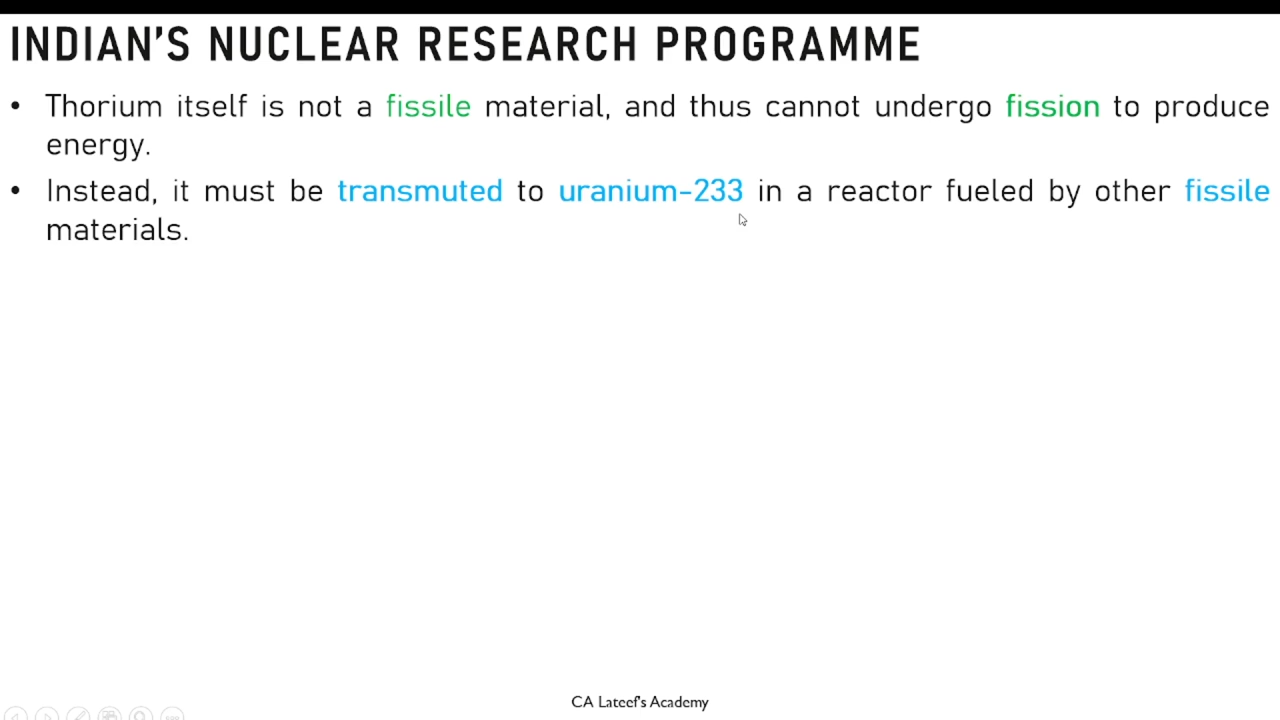 INDIAN'S NUCLEAR RESEARCH PROGRAMME
• Thorium itself is not a fissile material, and thus cannot undergo fission to produce
energy.
• Instead, it must be transmuted to uranium-233 in a reactor fueled by other fissile
materials.
CA Lateef's Academy